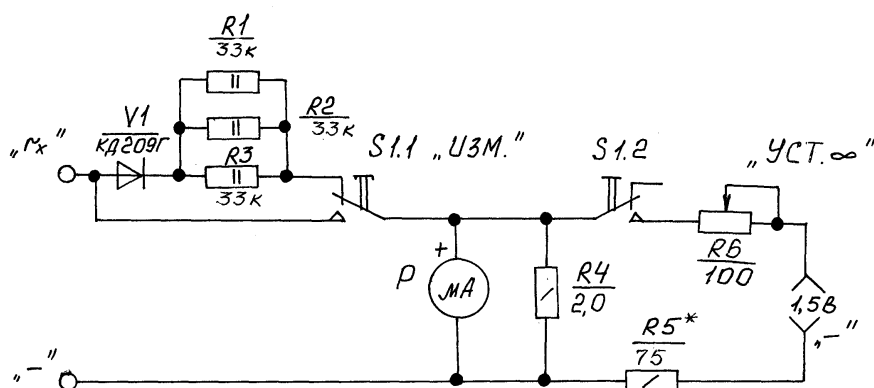 R1
33к
V1
КД209Г
R2
33к
„rx”
R3
33к
S1.1 „ИЗМ.”
S1.2
„УСТ.∞”
+
Р
мА
R4
2,0
R6
100
1,5В
„-”
R5*
75
„-”